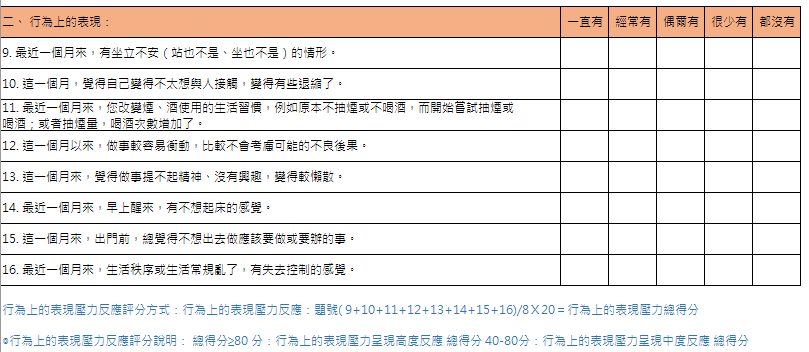 二、 行為上的表現： 一直有 經常有 偶爾有 很少有 都沒有
9. 最近一個月來，有坐立不安（站也不是、坐也不是）的情形。
10. 這一個月，覺得自己變得不太想與人接觸，變得有些退縮了。
11. 最近一個月來，您改變煙、酒使用的生活習慣，例如原本不抽煙或不喝酒，而開始嘗試抽煙或
喝酒；或者抽煙量，喝酒次數增加了。
12. 這一個月以來，做事較容易衝動，比較不會考慮可能的不良後果。
13. 這一個月來，覺得做事提不起精神、沒有興趣，變得較懶散。
14. 最近一個月來，早上醒來，有不想起床的感覺。
15. 這一個月來，出門前，總覺得不想出去做應該要做或要辦的事。
16. 最近一個月來，生活秩序或生活常規亂了，有失去控制的感覺。
行為上的表現壓力反應評分方式：行為上的表現壓力反應：題號( 9+10+11+12+13+14+15+16)/8Ｘ20＝行為上的表現壓力總得分
⊙行為上的表現壓力反應評分說明： 總得分≥80 分：行為上的表現壓力呈現高度反應 總得分 40-80分：行為上的表現壓力呈現中度反應 總得分